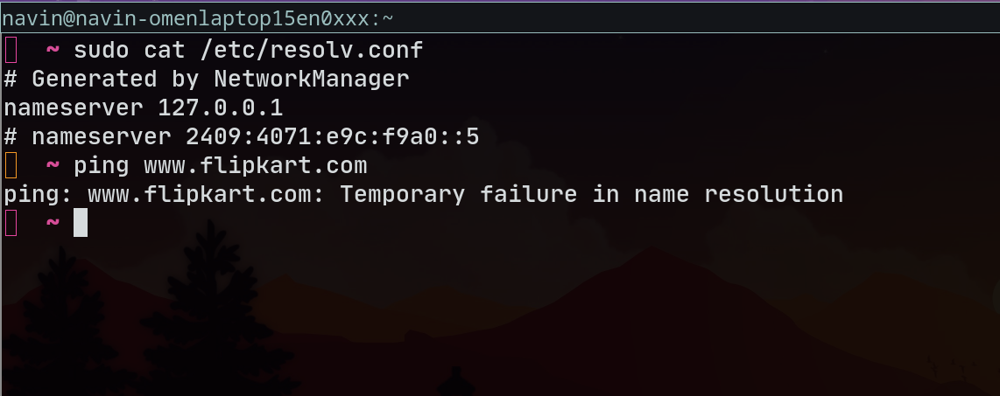 navin@navin-omenlaptop15en0xxx:~
~ sudo cat /etc/resolv.conf
# Generated by NetworkManager
nameserver 127.0.0.1
# nameserver 2409:4071:e9c:f9a0::5
~ ping www.flipkart.com
ping: www.flipkart.com: Temporary failure in name resolution
~